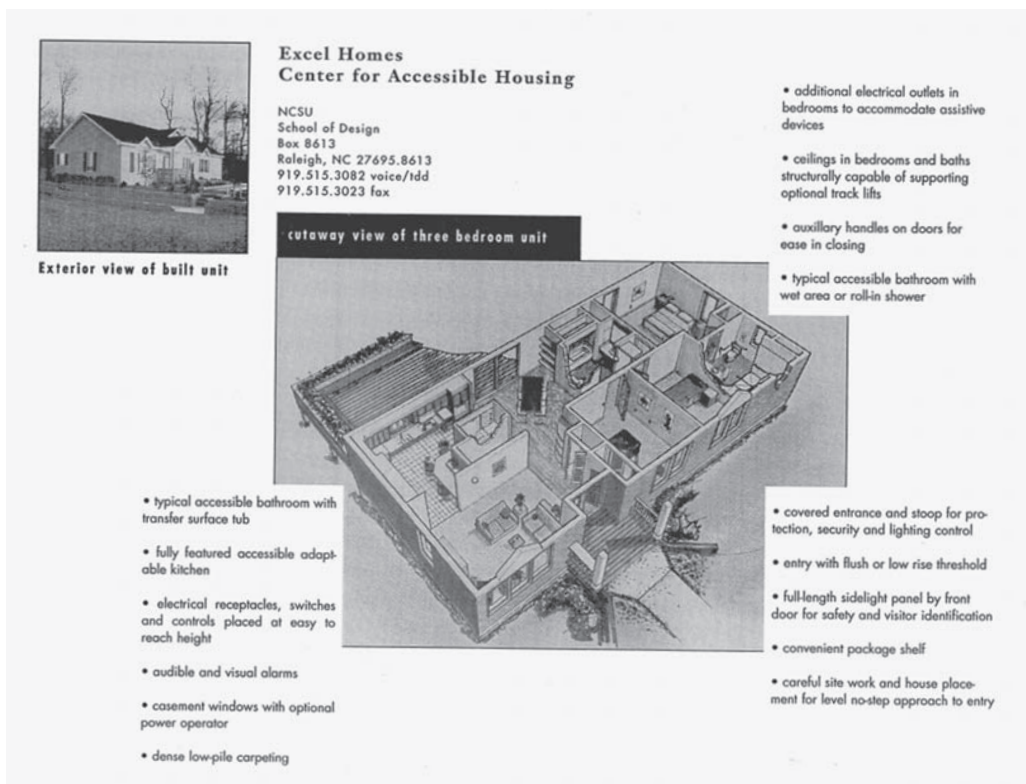 Excel Homes
Center for Accessible Housing
NCSU
School of Design
Box 8613
Raleigh, NC 27695.8613
919.515.3082 voice/tdd
919.515.3023 fax
Exterior view of built unit
cutaway view of three bedroom unit
• additional electrical outlets in
bedrooms to accommodate assistive
devices
• ceilings in bedrooms and baths
structurally capable of supporting
optional track lifts
• auxillary handles on doors for
ease in closing
• typical accessible bathroom with
wet area or roll-in shower
• typical accessible bathroom with
transfer surface tub
• fully featured accessible adapt-
able kitchen
• electrical receptacles, switches
and controls placed at easy to
reach height
• audible and visual alarms
• casement windows with optional
power operator
• dense low-pile carpeting
• covered entrance and stoop for pro-
tection, security and lighting control
• entry with flush or low rise threshold
• full-length sidelight panel by front
door for safety and visitor identification
• convenient package shelf
• careful site work and house place-
ment for level no-step approach to entry